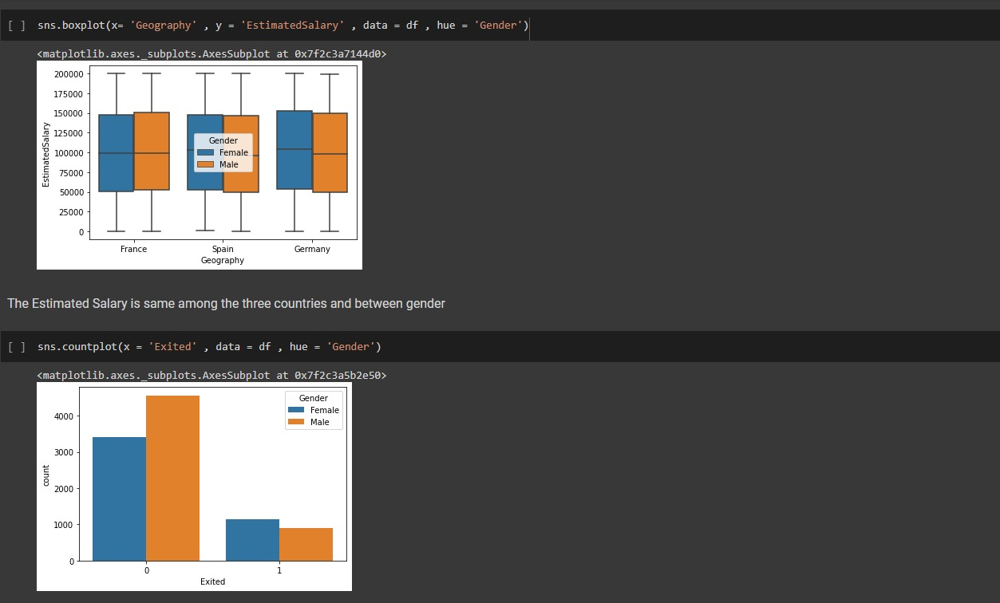 [ ] sns.boxplot(x= 'Geography' , y = 'EstimatedSalary' , data = df , hue = 'Gender')
<matplotlib.axes._subplots.AxesSubplot at 0x7f2c3a7144d0>
200000
175000
150000
125000
100000
75000
50000
25000
0
EstimatedSalary
Gender
Female
Male
France Spain Germany
Geography
The Estimated Salary is same among the three countries and between gender
[ ] sns.countplot(x = 'Exited' , data = df , hue = 'Gender')
<matplotlib.axes._subplots.AxesSubplot at 0x7f2c3a5b2e50>
4000
3000
2000
1000
0
count
Gender
Female
Male
0 1
Exited